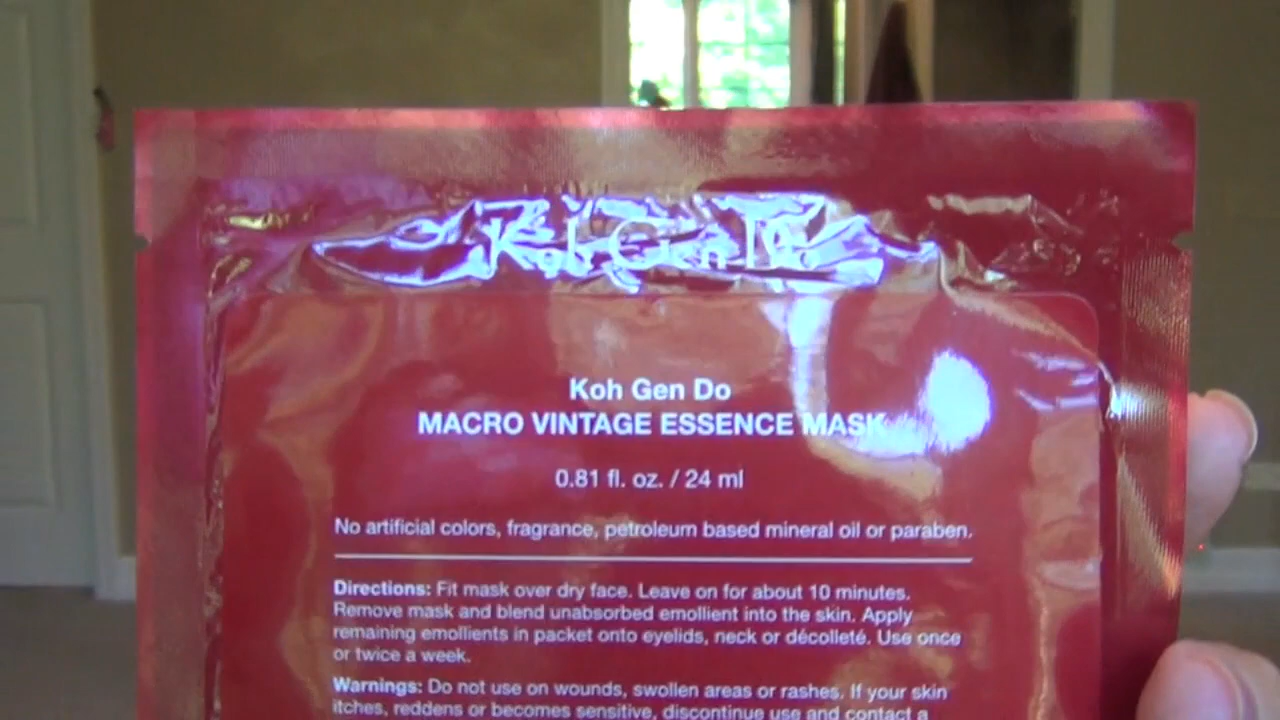 Koh Gen Do
Koh Gen Do
MACRO VINTAGE ESSENCE MASK
0.81 fl. oz. / 24 ml
No artificial colors, fragrance, petroleum based mineral oil or paraben.
Directions: Fit mask over dry face. Leave on for about 10 minutes.
Remove mask and blend unabsorbed emollient into the skin. Apply
remaining emollients in packet onto eyelids, neck or décolleté. Use once
or twice a week.
Warnings: Do not use on wounds, swollen areas or rashes. If your skin
itches, reddens or becomes sensitive, discontinue use and contact a